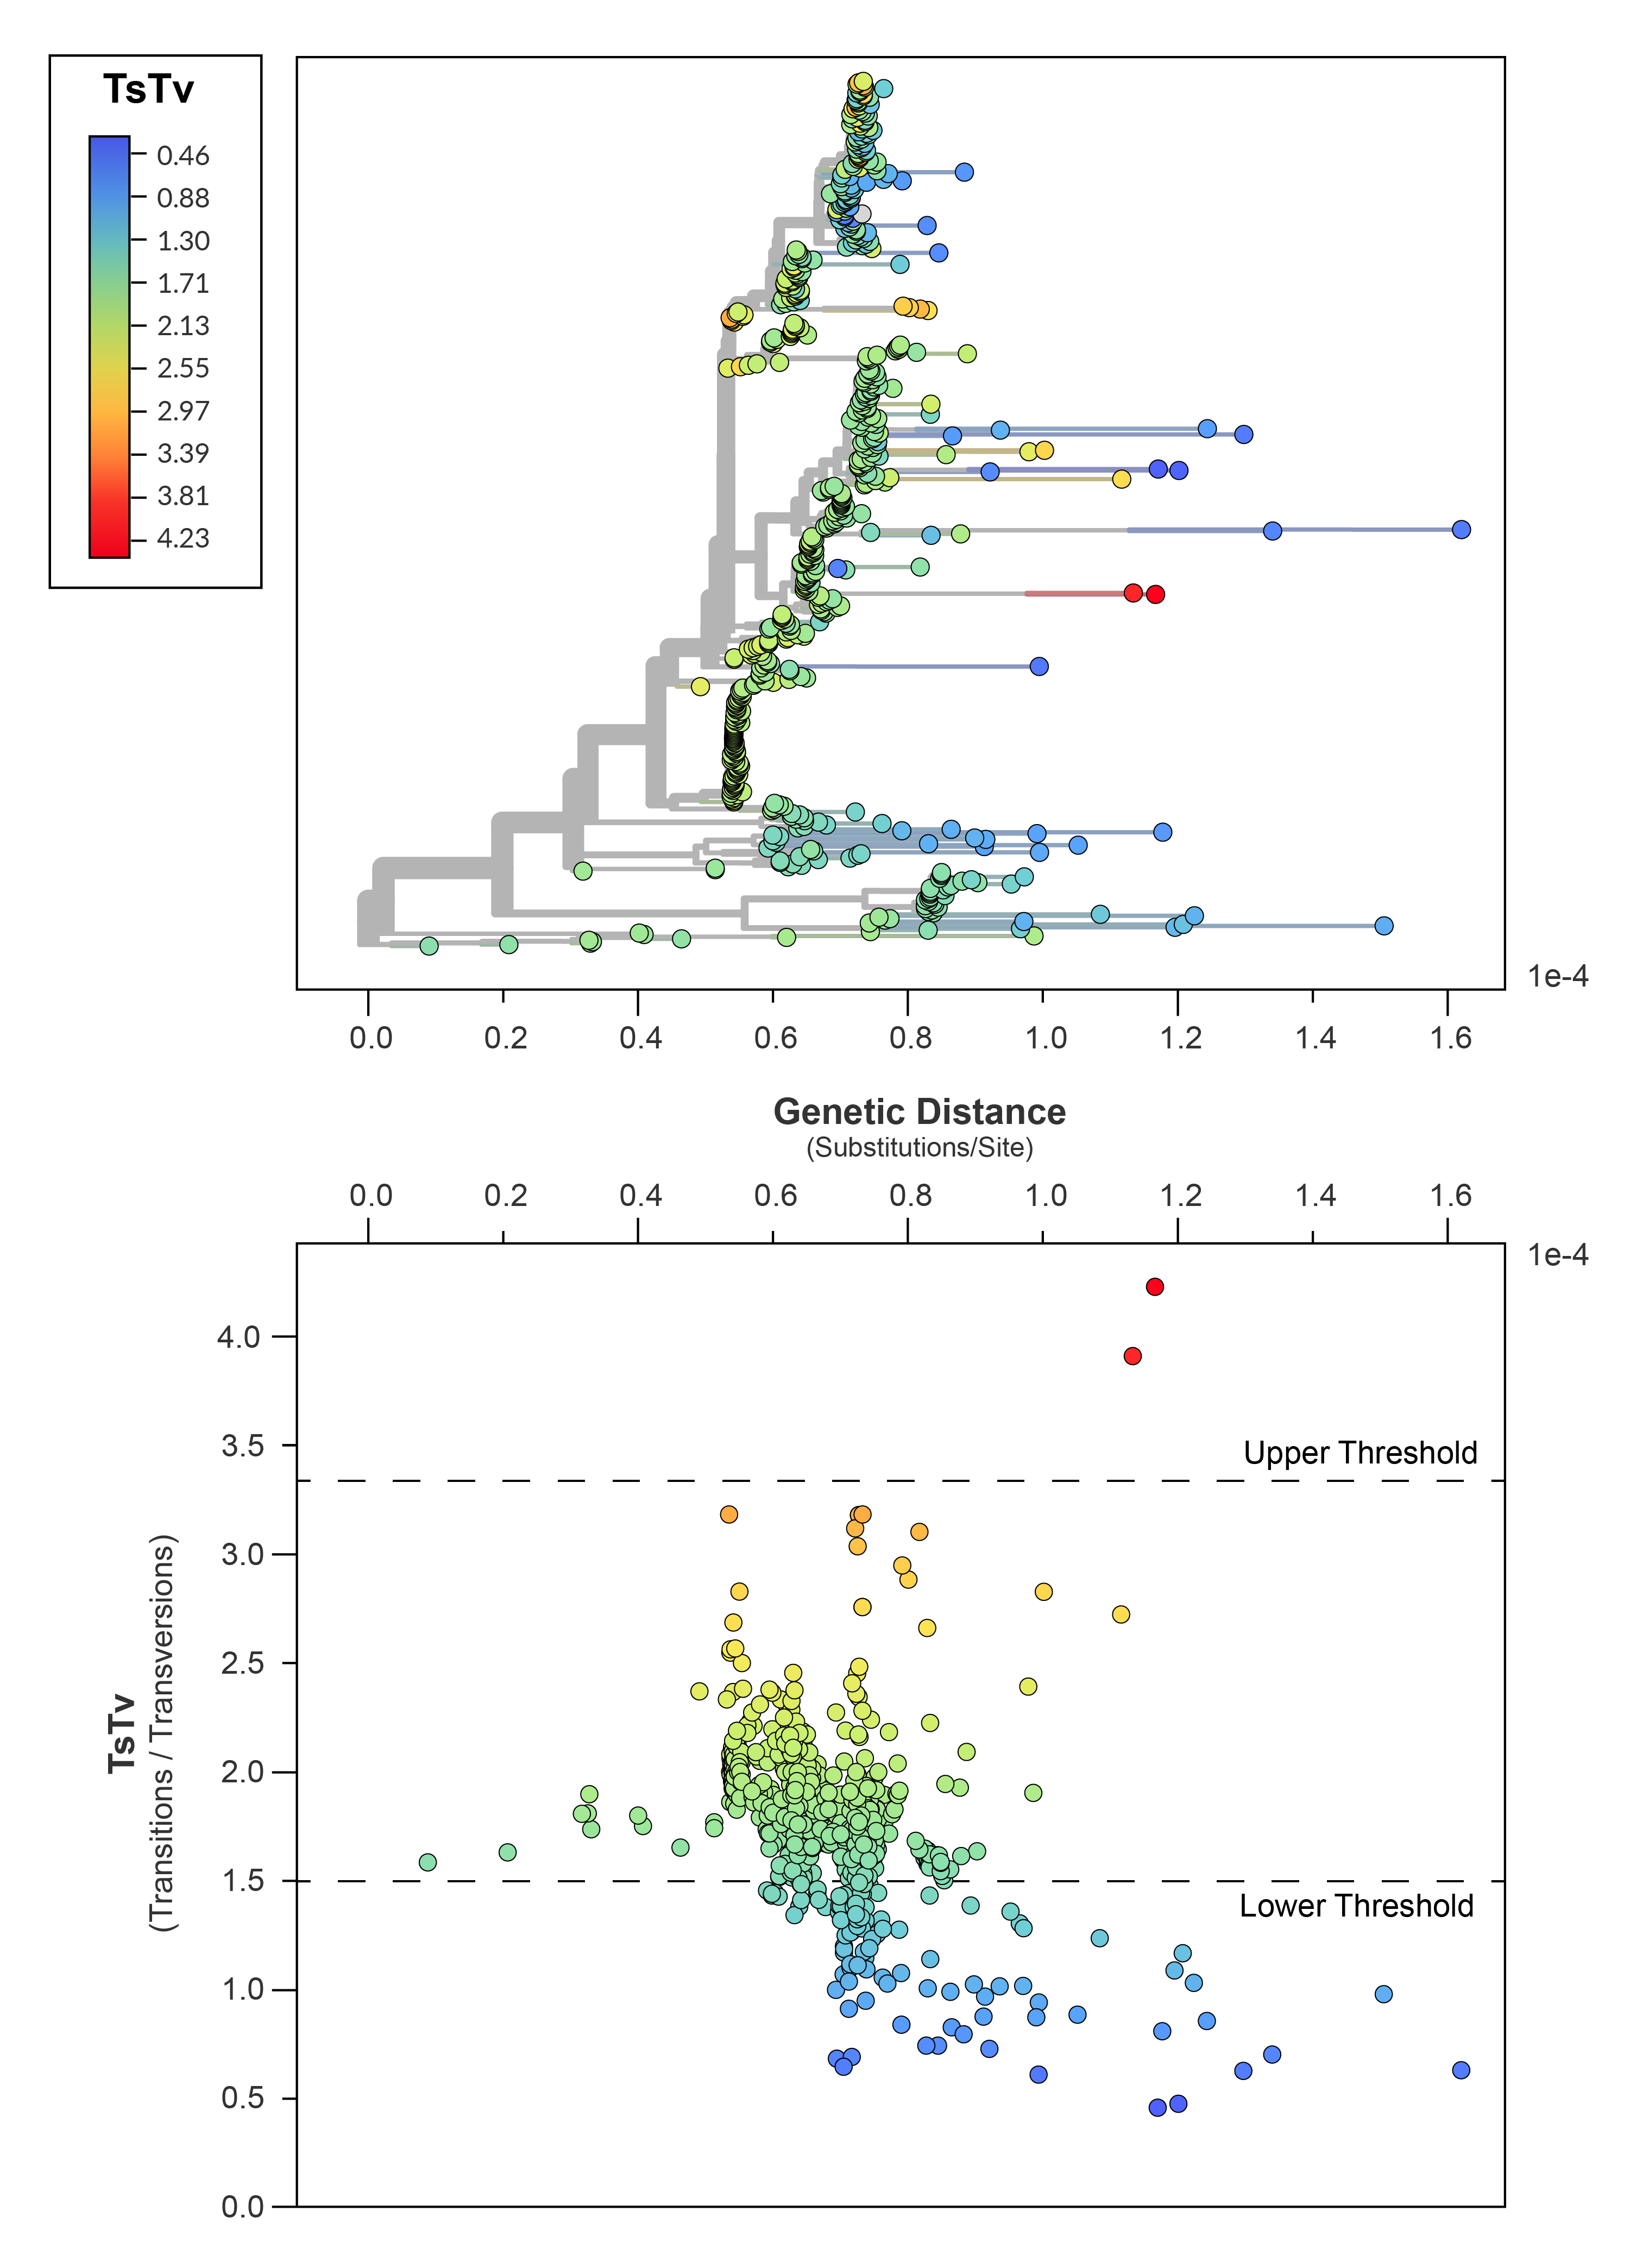 TsTv
0.46
0.88
1.30
1.71
2.13
2.55
2.97
3.39
3.81
4.23
1e-4
0.0 0.2 0.4 0.6 0.8 1.0 1.2 1.4 1.6
Genetic Distance
(Substitutions/Site)
0.0 0.2 0.4 0.6 0.8 1.0 1.2 1.4 1.6
1e-4
4.0
3.5
Upper Threshold
3.0
2.5
2.0
1.5
Lower Threshold
1.0
0.5
0.0
TsTv
(Transitions / Transversions)